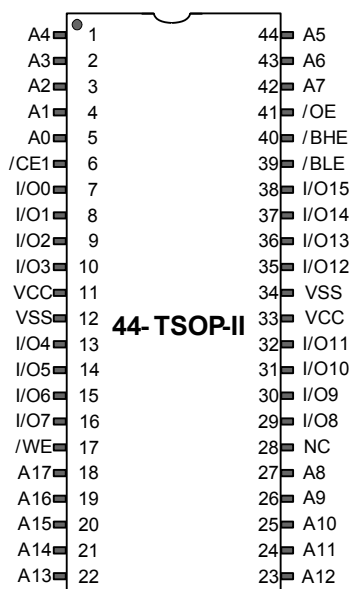 A4 1 44 A5
A3 2 43 A6
A2 3 42 A7
A1 4 41 /OE
A0 5 40 /BHE
/CE1 6 39 /BLE
I/O0 7 38 I/O15
I/O1 8 37 I/O14
I/O2 9 36 I/O13
I/O3 10 35 I/O12
VCC 11 34 VSS
VSS 12 33 VCC
44-TSOP-II
I/O4 13 32 I/O11
I/O5 14 31 I/O10
I/O6 15 30 I/O9
I/O7 16 29 I/O8
/WE 17 28 NC
A17 18 27 A8
A16 19 26 A9
A15 20 25 A10
A14 21 24 A11
A13 22 23 A12